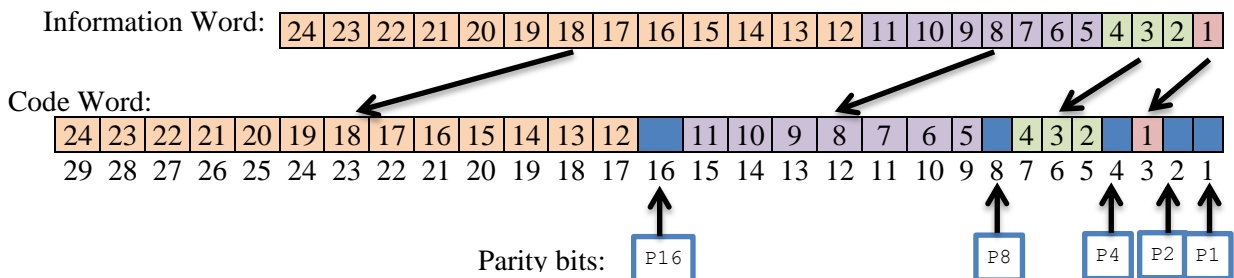 Information Word: 24 23 22 21 20 19 18 17 16 15 14 13 12 11 10 9 8 7 6 5 4 3 2 1
Code Word:
24 23 22 21 20 19 18 17 16 15 14 13 12 11 10 9 8 7 6 5 4 3 2 1
29 28 27 26 25 24 23 22 21 20 19 18 17 16 15 14 13 12 11 10 9 8 7 6 5 4 3 2 1
Parity bits: P16 P8 P4 P2 P1